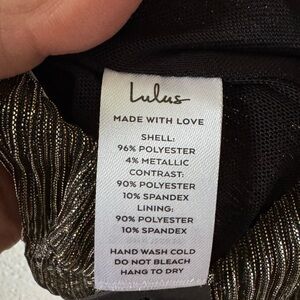 Lulus
MADE WITH LOVE
SHELL:
96% POLYESTER
4% METALLIC
CONTRAST:
90% POLYESTER
10% SPANDEX
LINING:
90% POLYESTER
10% SPANDEX
HAND WASH COLD
DO NOT BLEACH
HANG TO DRY